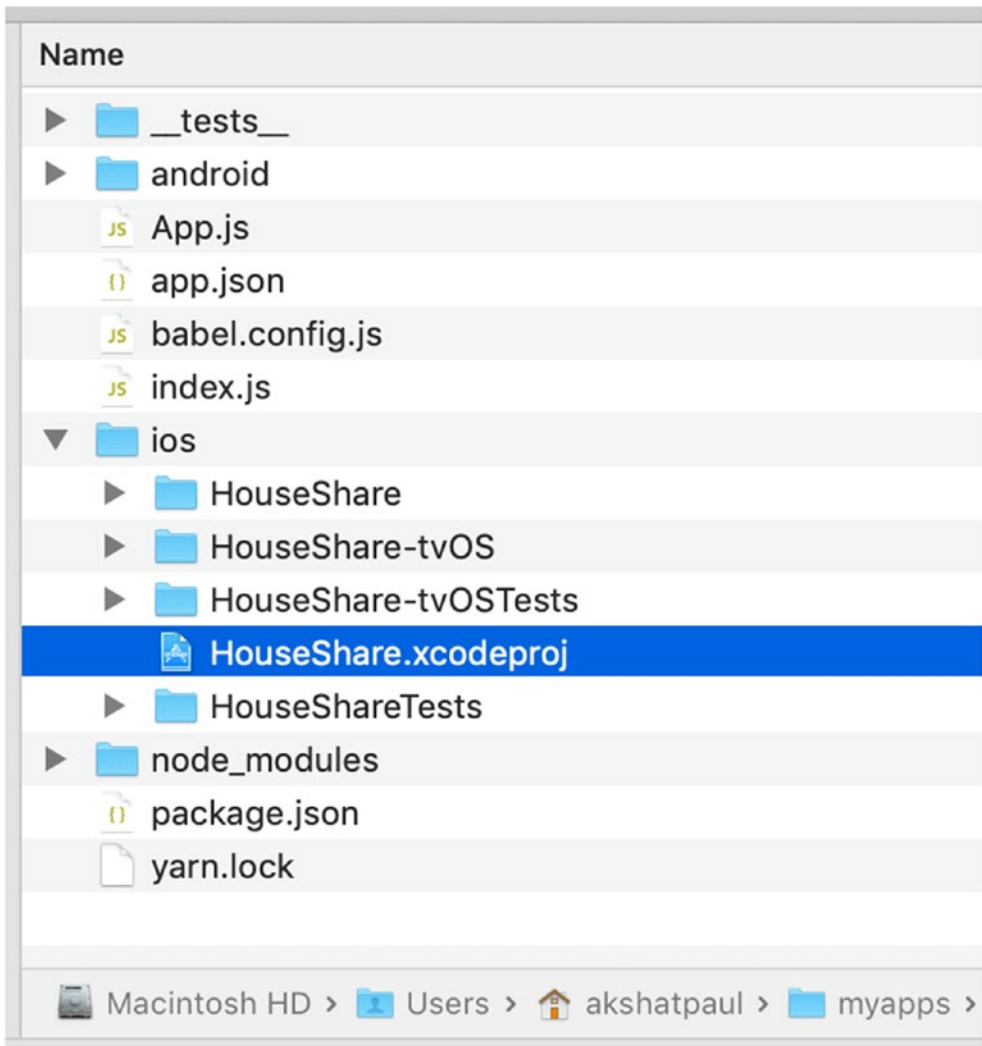 Name
__tests__
android
JS App.js
{} app.json
JS babel.config.js
JS index.js
ios
HouseShare
HouseShare-tvOS
HouseShare-tvOSTests
HouseShare.xcodeproj
HouseShareTests
node_modules
{} package.json
yarn.lock
Macintosh HD › Users › akshatpaul › myapps ›